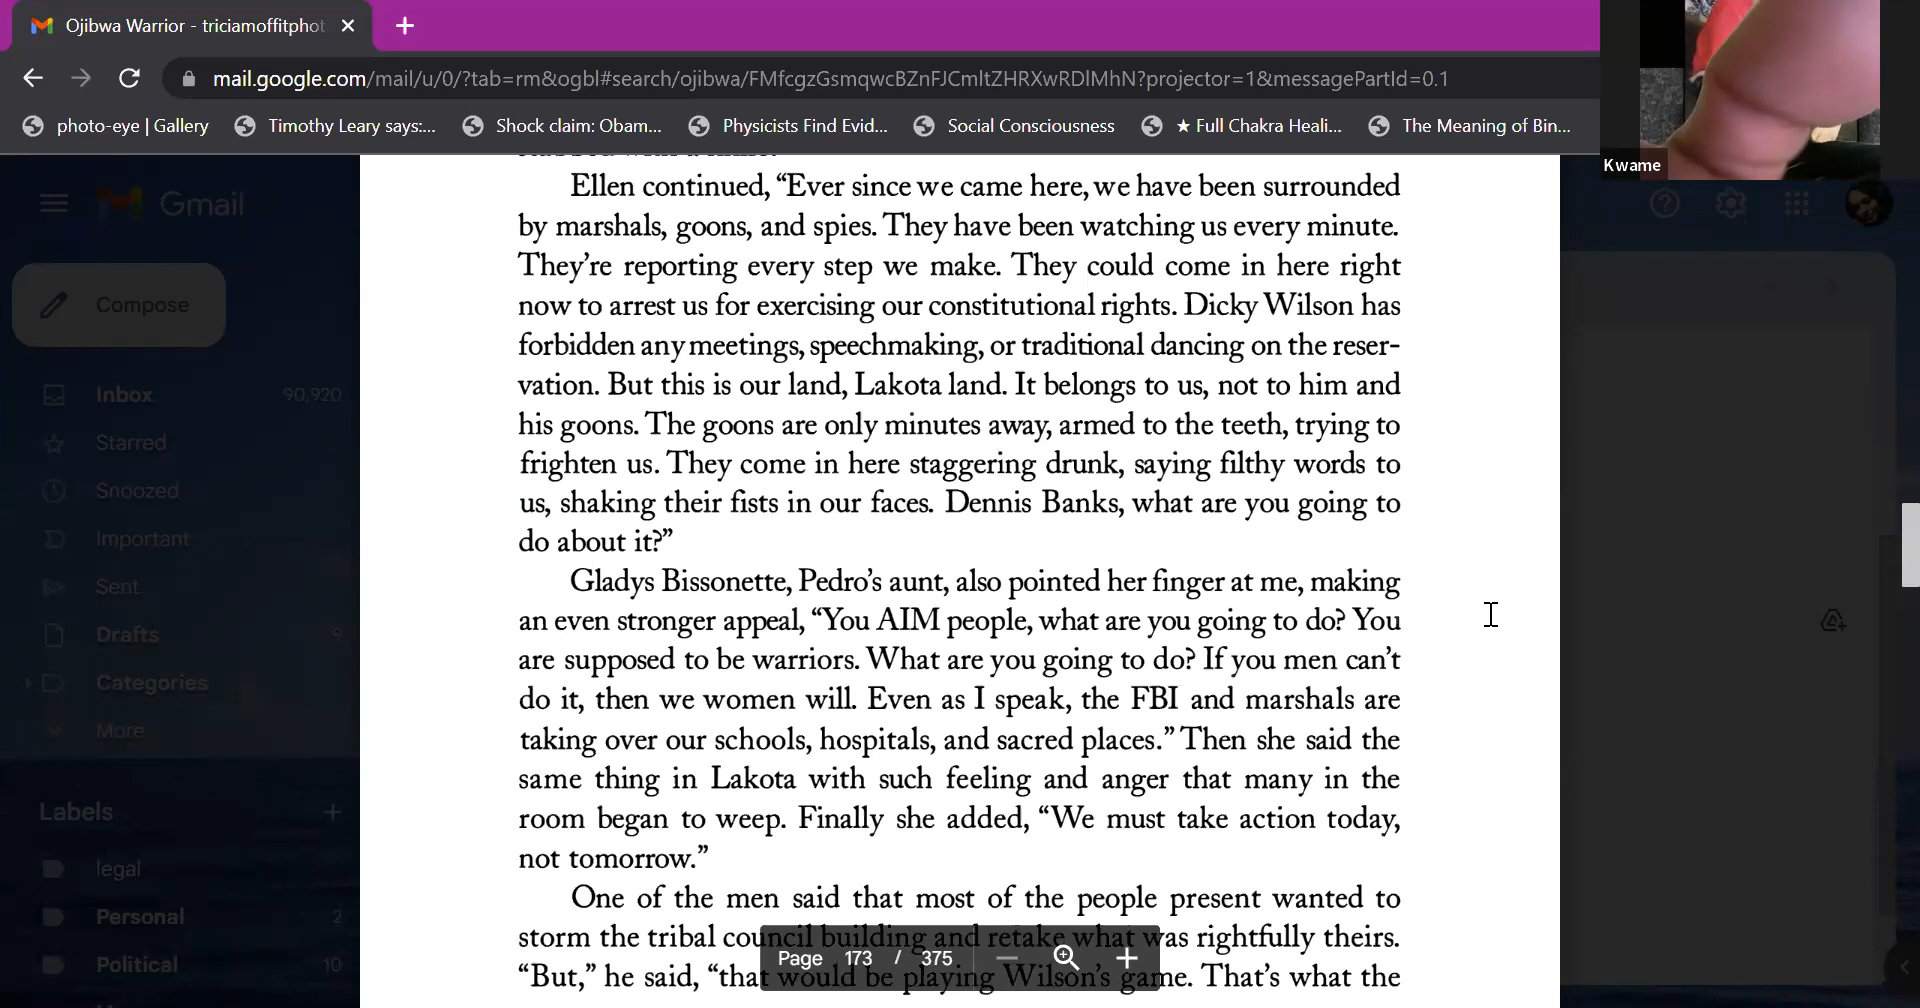 Ojibwa Warrior - triciamoffitphot
mail.google.com/mail/u/0/?tab=rm&ogbl#search/ojibwa/FMfcgzGsmqwcBZnFJCmltZHRXwRDlMhN?projector=1&messagePartId=0.1
photo-eye | Gallery
Timothy Leary says:...
Shock claim: Obam...
Physicists Find Evid...
Social Consciousness
★ Full Chakra Heali...
The Meaning of Bin...
Kwame
Gmail
Compose
Inbox 90,920
Starred
Snoozed
Important
Sent
Drafts 9
Categories
More
Labels
legal
Personal 2
Political 10
Ellen continued, “Ever since we came here, we have been surrounded
by marshals, goons, and spies. They have been watching us every minute.
They’re reporting every step we make. They could come in here right
now to arrest us for exercising our constitutional rights. Dicky Wilson has
forbidden any meetings, speechmaking, or traditional dancing on the reser-
vation. But this is our land, Lakota land. It belongs to us, not to him and
his goons. The goons are only minutes away, armed to the teeth, trying to
frighten us. They come in here staggering drunk, saying filthy words to
us, shaking their fists in our faces. Dennis Banks, what are you going to
do about it?”
Gladys Bissonette, Pedro’s aunt, also pointed her finger at me, making
an even stronger appeal, “You AIM people, what are you going to do? You
are supposed to be warriors. What are you going to do? If you men can’t
do it, then we women will. Even as I speak, the FBI and marshals are
taking over our schools, hospitals, and sacred places.” Then she said the
same thing in Lakota with such feeling and anger that many in the
room began to weep. Finally she added, “We must take action today,
not tomorrow.”
One of the men said that most of the people present wanted to
storm the tribal council building and retake what was rightfully theirs.
“But,” he said, “that would be playing Wilson’s game. That’s what the
Page 173 / 375